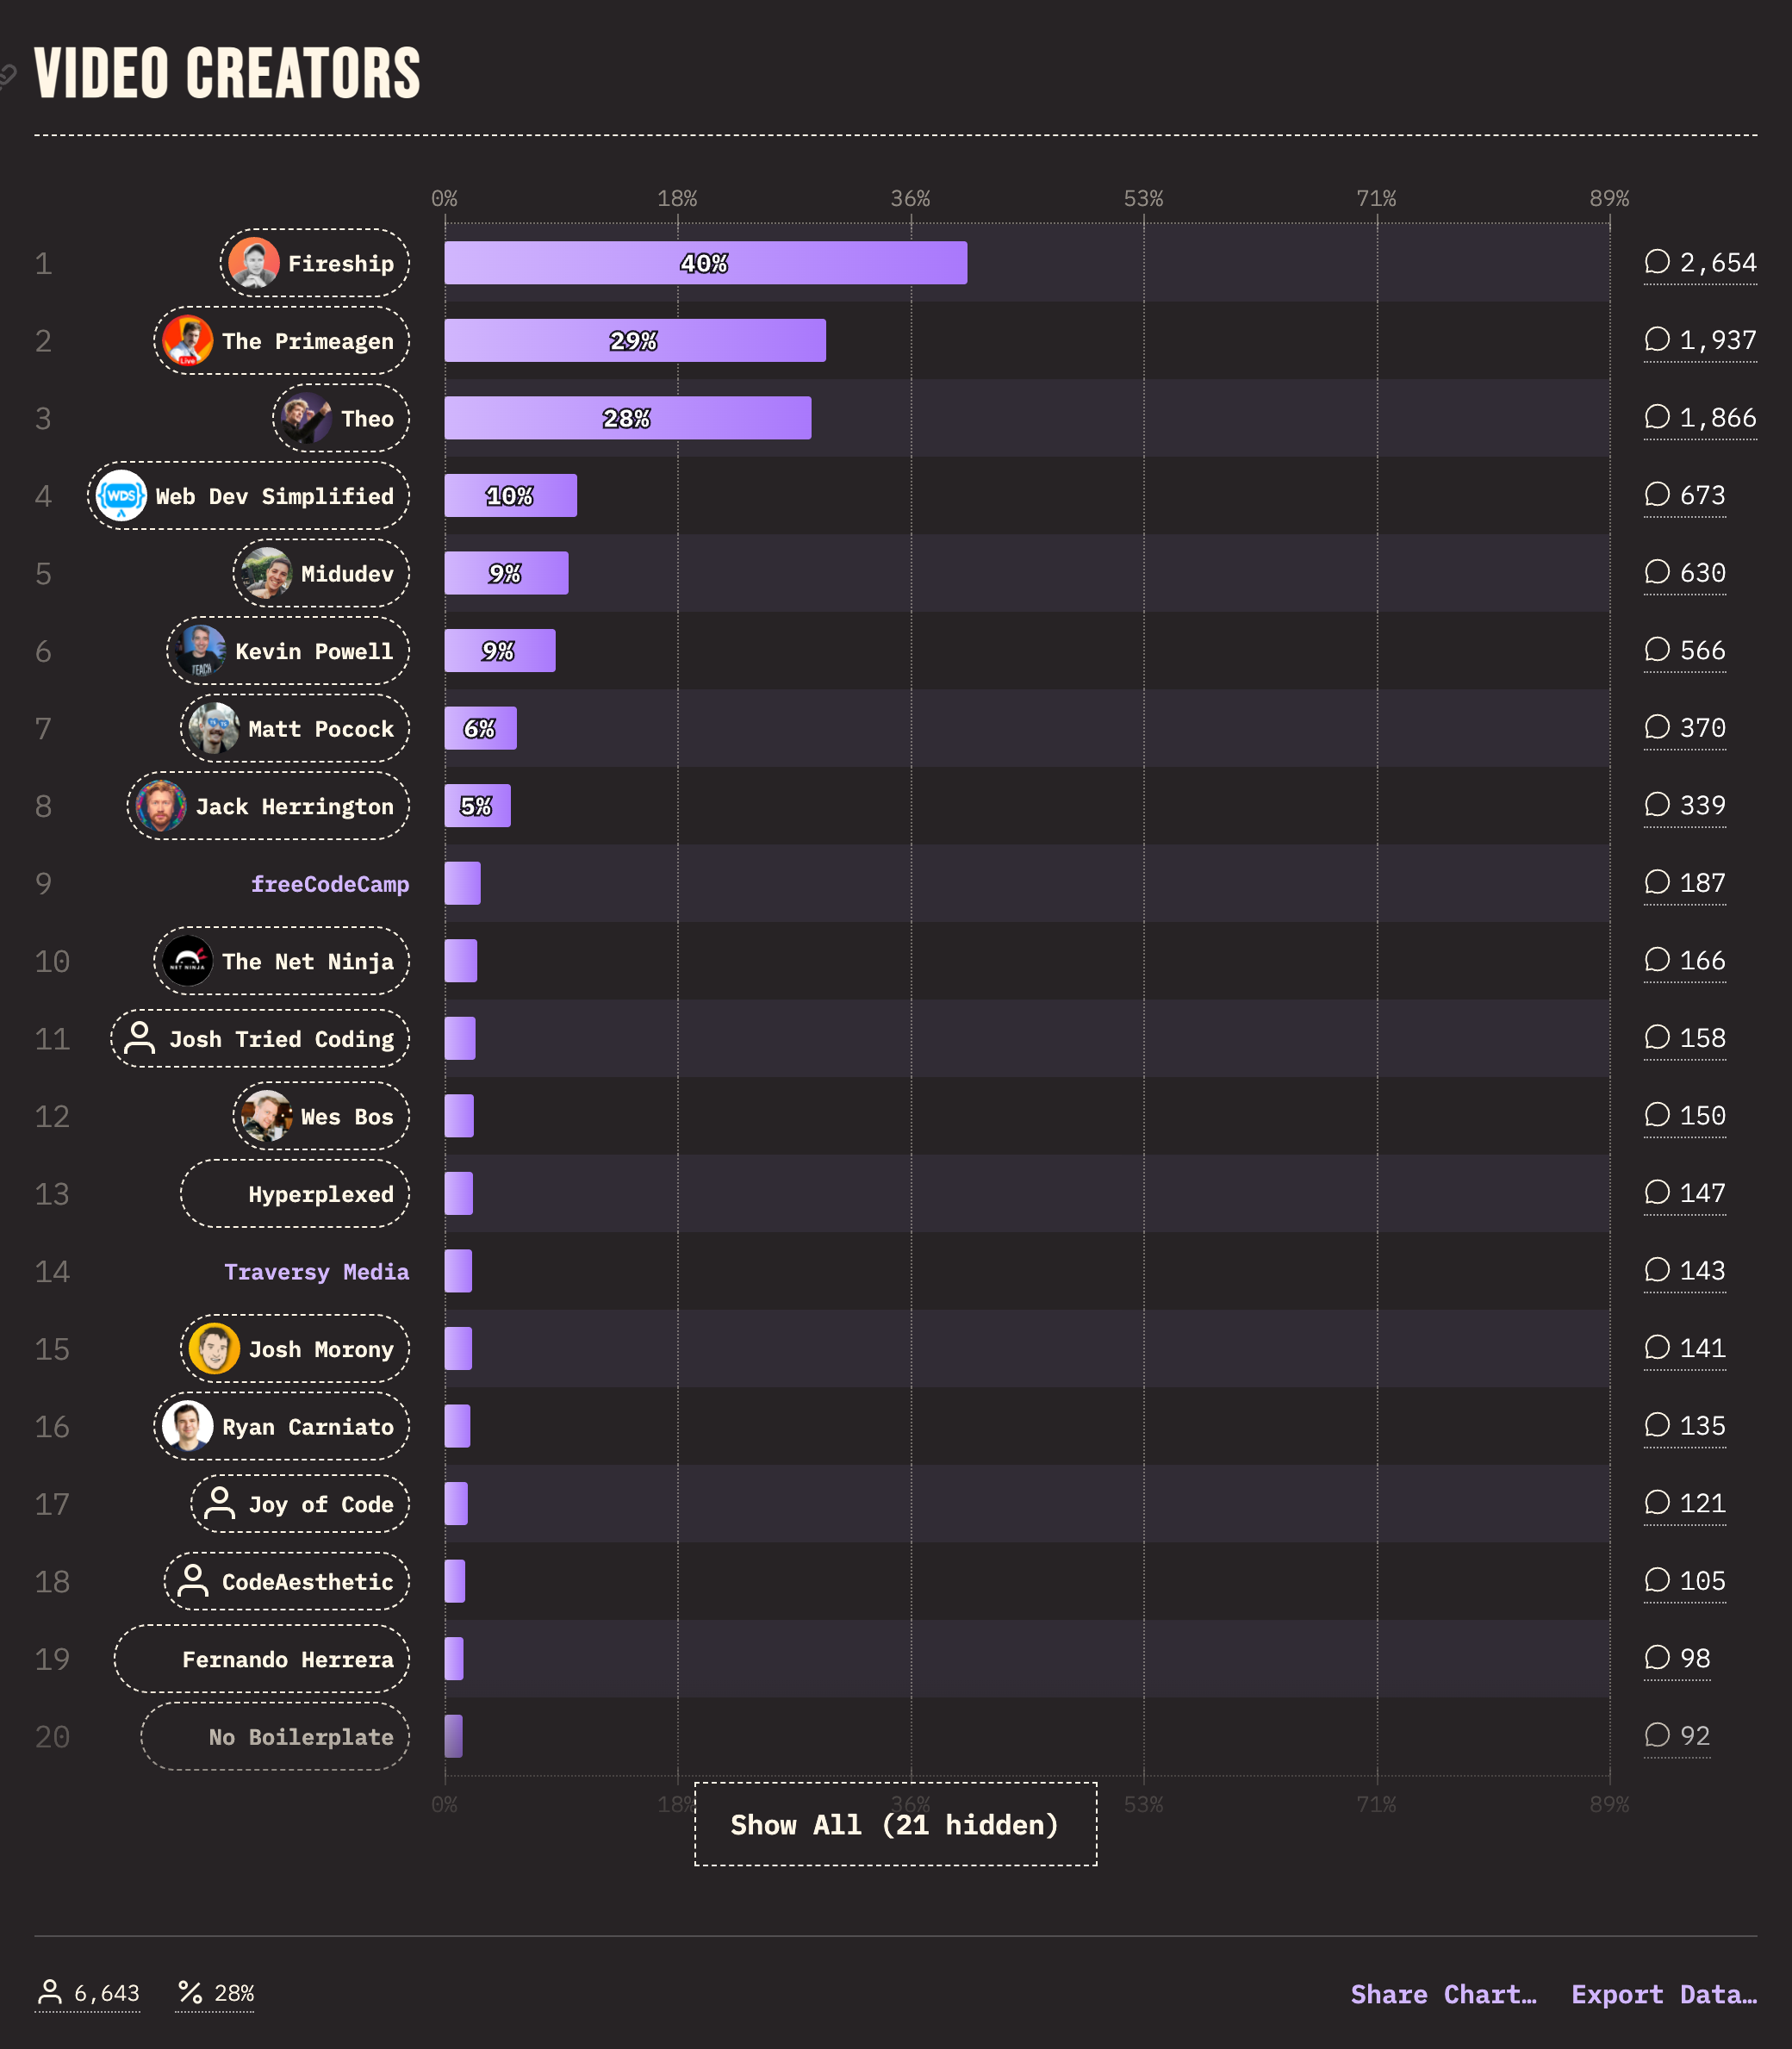 VIDEO CREATORS
0% 18% 36% 53% 71% 89%
1 Fireship 40% 2,654
2 Live The Primeagen 29% 1,937
3 Theo 28% 1,866
4 {WDS} Web Dev Simplified 10% 673
5 Midudev 9% 630
6 TEACH Kevin Powell 9% 566
7 Matt Pocock 6% 370
8 Jack Herrington 5% 339
9 freeCodeCamp 187
10 NET NINJA The Net Ninja 166
11 Josh Tried Coding 158
12 Wes Bos 150
13 Hyperplexed 147
14 Traversy Media 143
15 Josh Morony 141
16 Ryan Carniato 135
17 Joy of Code 121
18 CodeAesthetic 105
19 Fernando Herrera 98
20 No Boilerplate 92
0% 18% 36% 53% 71% 89%
Show All (21 hidden)
6,643 % 28% Share Chart… Export Data…